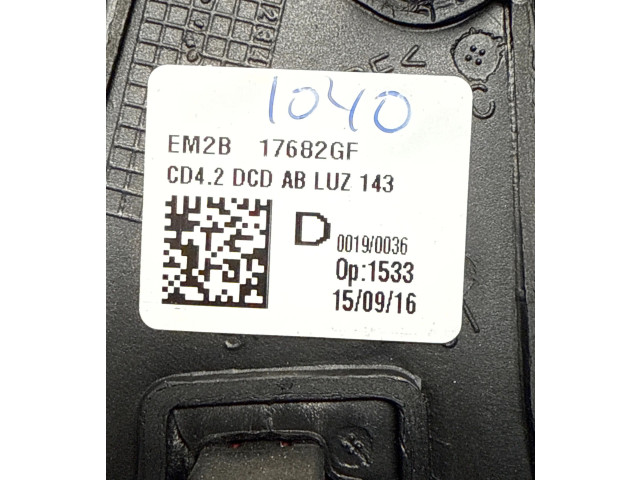 1040
EM2B 17682GF
CD4.2 DCD AB LUZ 143
D
0019/0036
Op:1533
15/09/16